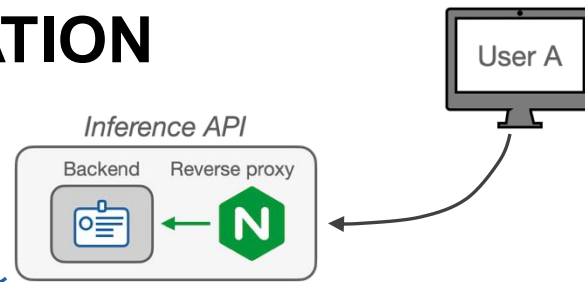 ATION
User A
Inference API
Backend Reverse proxy
N